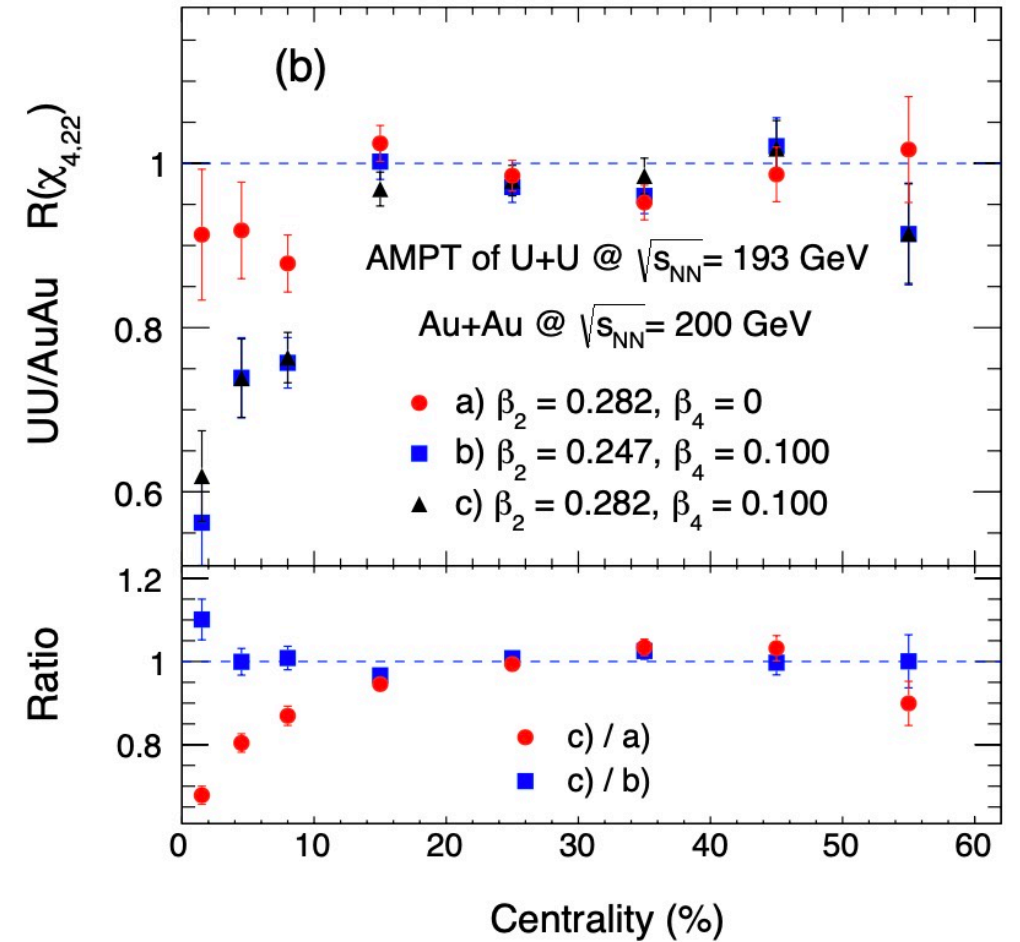 (b)
UU/AuAu R(χ4,22)
1
0.8
0.6
AMPT of U+U @ √sNN= 193 GeV
Au+Au @ √sNN= 200 GeV
a) β2 = 0.282, β4 = 0
b) β2 = 0.247, β4 = 0.100
c) β2 = 0.282, β4 = 0.100
Ratio
1.2
1
0.8
c) / a)
c) / b)
0 10 20 30 40 50 60
Centrality (%)